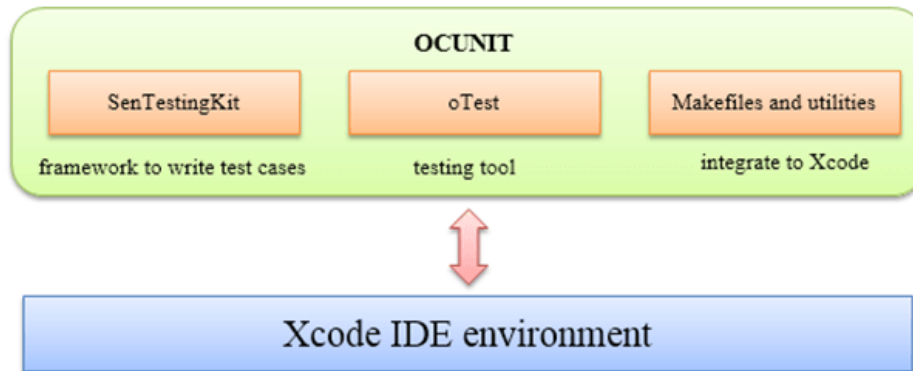 OCUNIT
SenTestingKit
oTest
Makefiles and utilities
framework to write test cases
testing tool
integrate to Xcode
Xcode IDE environment